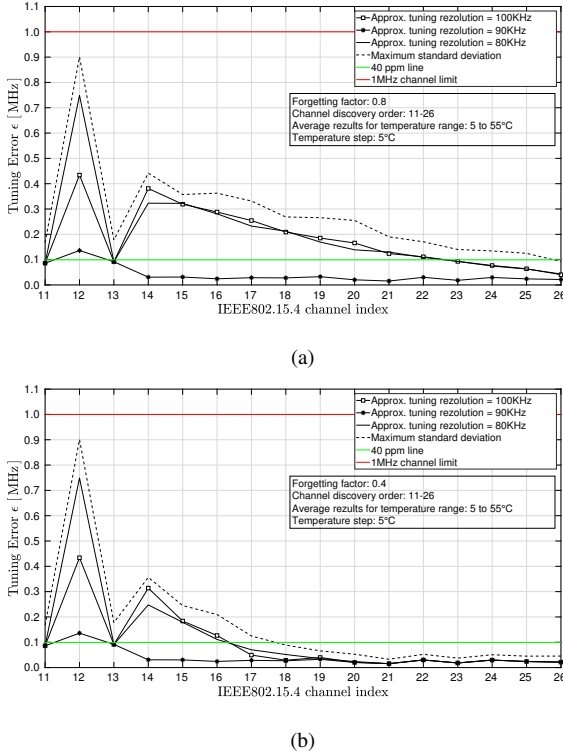 1.1
1.0
0.9
0.8
0.7
0.6
0.5
0.4
0.3
0.2
0.1
0.0
Tuning Error ϵ [MHz]
Approx. tuning rezolution = 100KHz
Approx. tuning rezolution = 90KHz
Approx. tuning rezolution = 80KHz
Maximum standard deviation
40 ppm line
1MHz channel limit
Forgetting factor: 0.8
Channel discovery order: 11-26
Average rezults for temperature range: 5 to 55°C
Temperature step: 5°C
11 12 13 14 15 16 17 18 19 20 21 22 23 24 25 26
IEEE802.15.4 channel index
(a)
1.1
1.0
0.9
0.8
0.7
0.6
0.5
0.4
0.3
0.2
0.1
0.0
Tuning Error ϵ [MHz]
Approx. tuning rezolution = 100KHz
Approx. tuning rezolution = 90KHz
Approx. tuning rezolution = 80KHz
Maximum standard deviation
40 ppm line
1MHz channel limit
Forgetting factor: 0.4
Channel discovery order: 11-26
Average rezults for temperature range: 5 to 55°C
Temperature step: 5°C
11 12 13 14 15 16 17 18 19 20 21 22 23 24 25 26
IEEE802.15.4 channel index
(b)